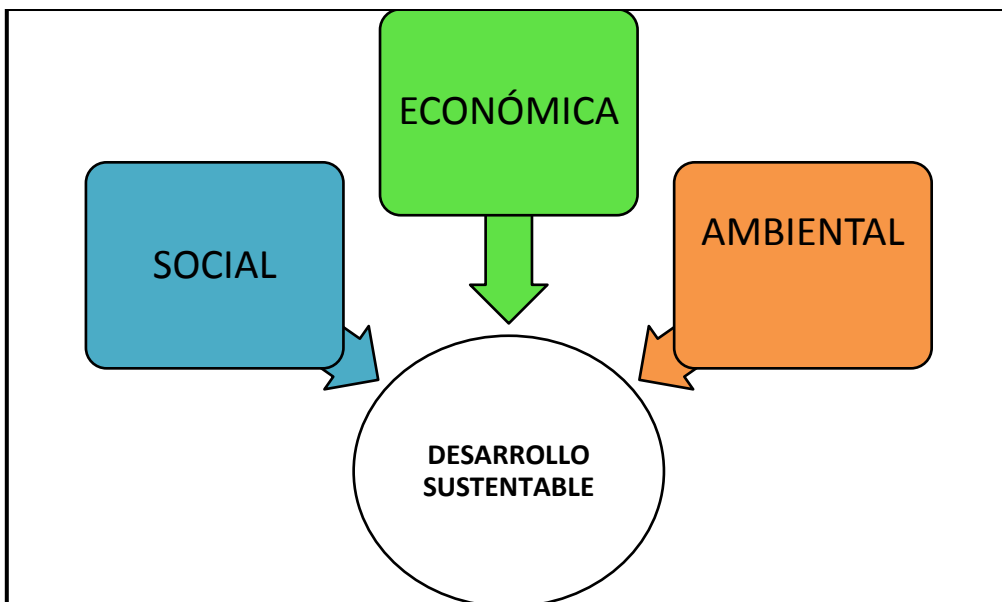 ECONÓMICA
SOCIAL
AMBIENTAL
DESARROLLO
SUSTENTABLE